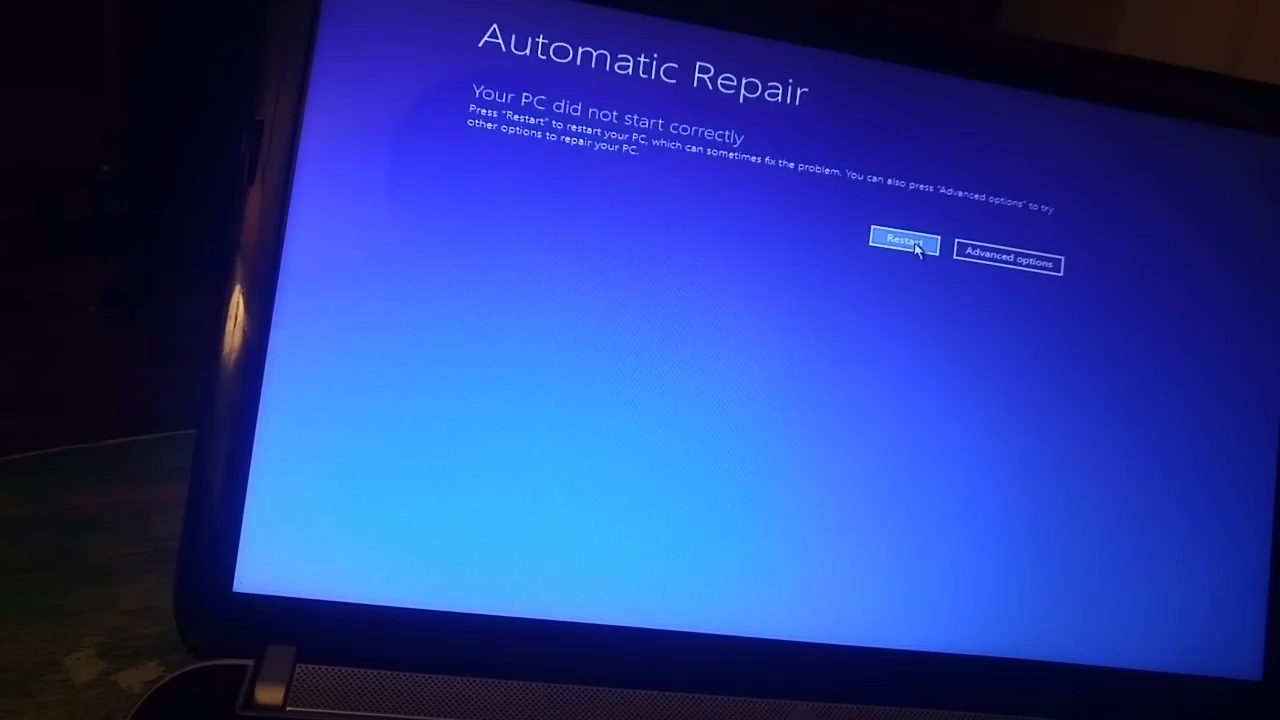 Automatic Repair
Your PC did not start correctly
Press "Restart" to restart your PC, which can sometimes fix the problem. You can also press "Advanced options" to try
other options to repair your PC.
Restart
Advanced options